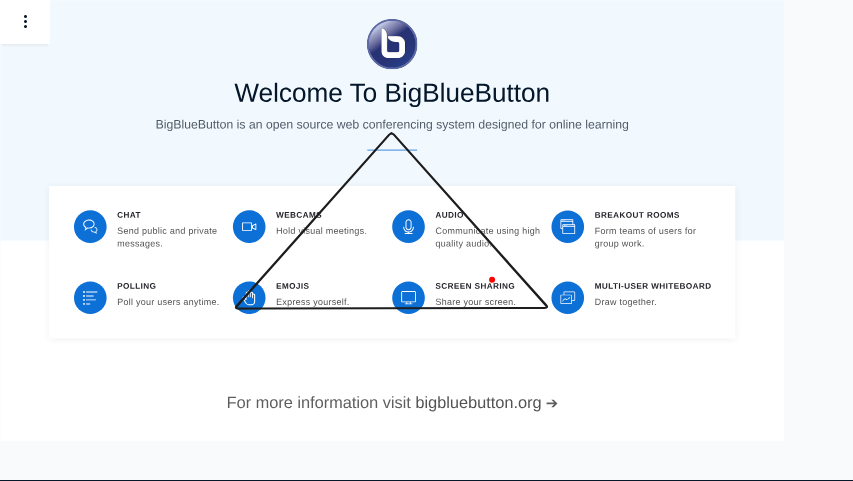 b
Welcome To BigBlueButton
BigBlueButton is an open source web conferencing system designed for online learning
CHAT
Send public and private
messages.
WEBCAMS
Hold visual meetings.
AUDIO
Communicate using high
quality audio.
BREAKOUT ROOMS
Form teams of users for
group work.
POLLING
Poll your users anytime.
EMOJIS
Express yourself.
SCREEN SHARING
Share your screen.
MULTI-USER WHITEBOARD
Draw together.
For more information visit bigbluebutton.org ➔